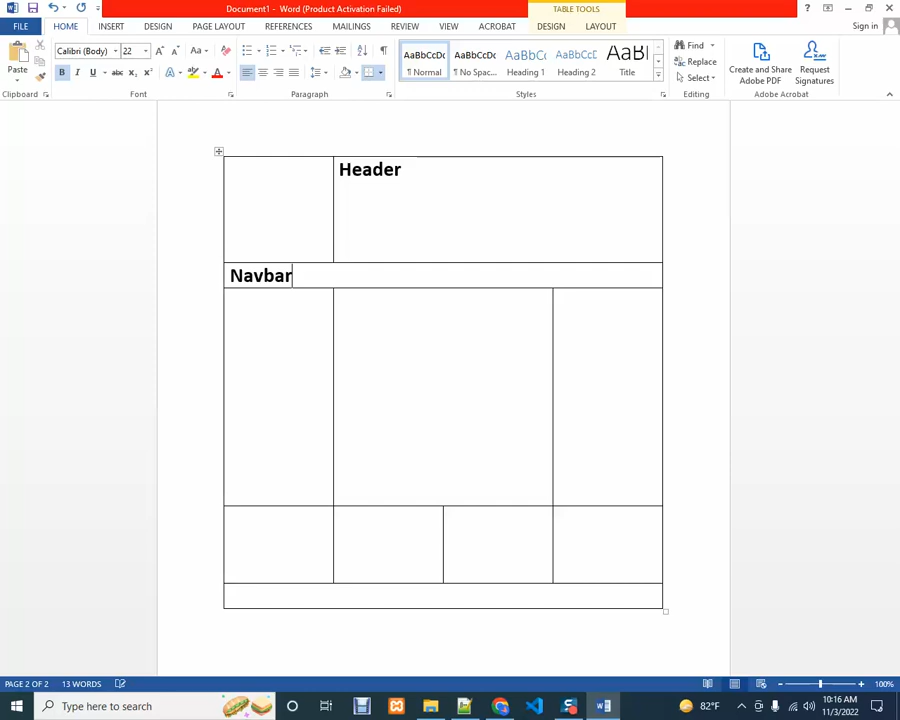 Document1 - Word (Product Activation Failed)
TABLE TOOLS
Sign in
FILE HOME INSERT DESIGN PAGE LAYOUT REFERENCES MAILINGS REVIEW VIEW ACROBAT DESIGN LAYOUT
Paste
Clipboard
Calibri (Body) 22
Font
Paragraph
AaBbCcDc AaBbCcDc AaBbCc AaBbCcD AaBl
¶ Normal ¶ No Spac... Heading 1 Heading 2 Title
Styles
Find
Replace
Select
Editing
Create and Share
Adobe PDF
Request
Signatures
Adobe Acrobat
Header
Navbar
PAGE 2 OF 2 13 WORDS 100%
Type here to search
82°F
10:16 AM
11/3/2022